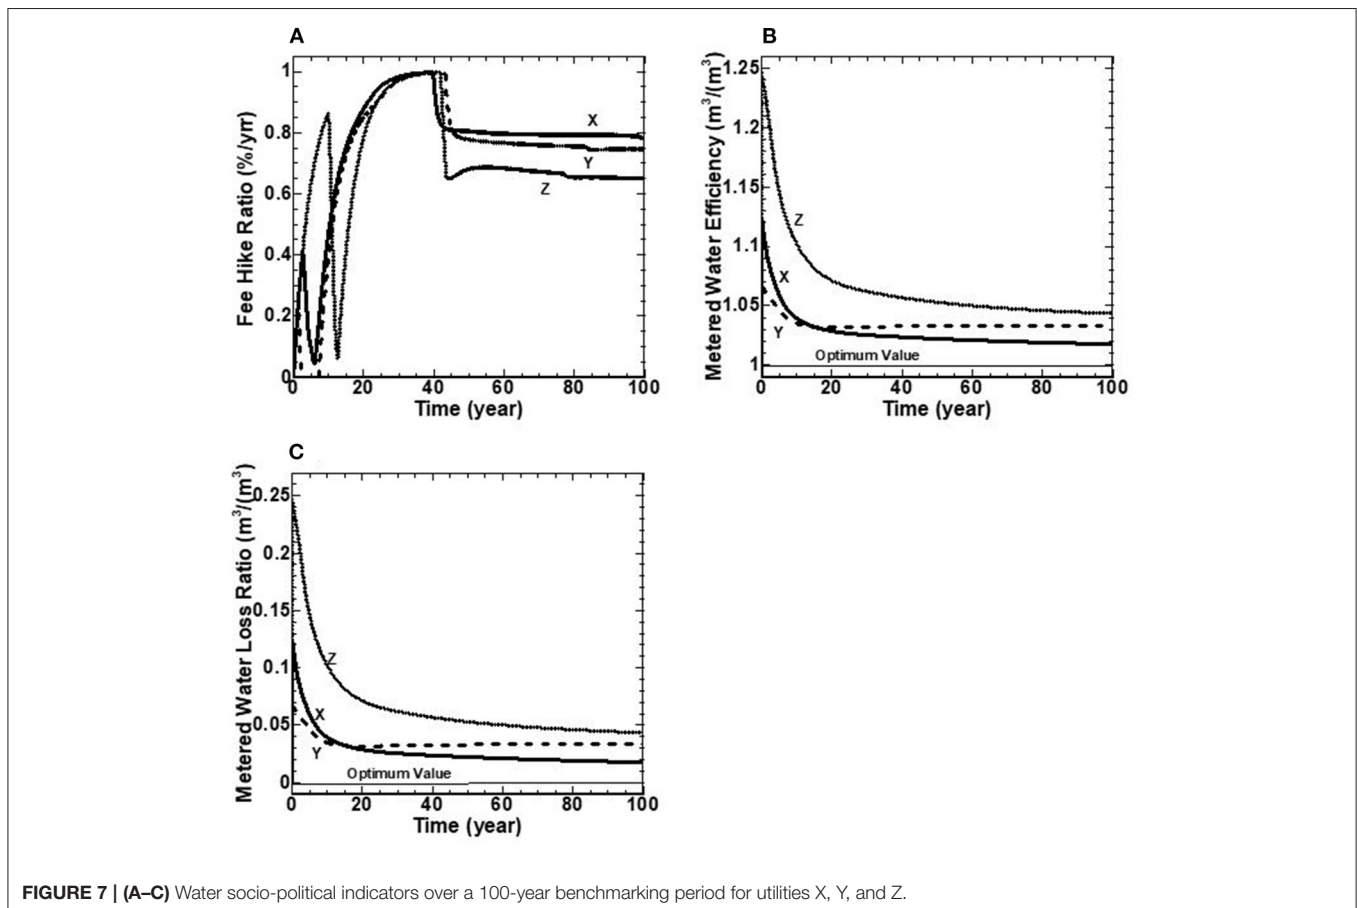 A
Fee Hike Ratio (%/yrr)
1
0.8
0.6
0.4
0.2
0
X
Y
Z
0 20 40 60 80 100
Time (year)
B
Metered Water Efficiency (m³/(m³)
1.25
1.2
1.15
1.1
1.05
1
Z
X
Y
Optimum Value
0 20 40 60 80 100
Time (year)
C
Metered Water Loss Ratio (m³/(m³)
0.25
0.2
0.15
0.1
0.05
0
Z
X
Y
Optimum Value
0 20 40 60 80 100
Time (year)
FIGURE 7 | (A–C) Water socio-political indicators over a 100-year benchmarking period for utilities X, Y, and Z.